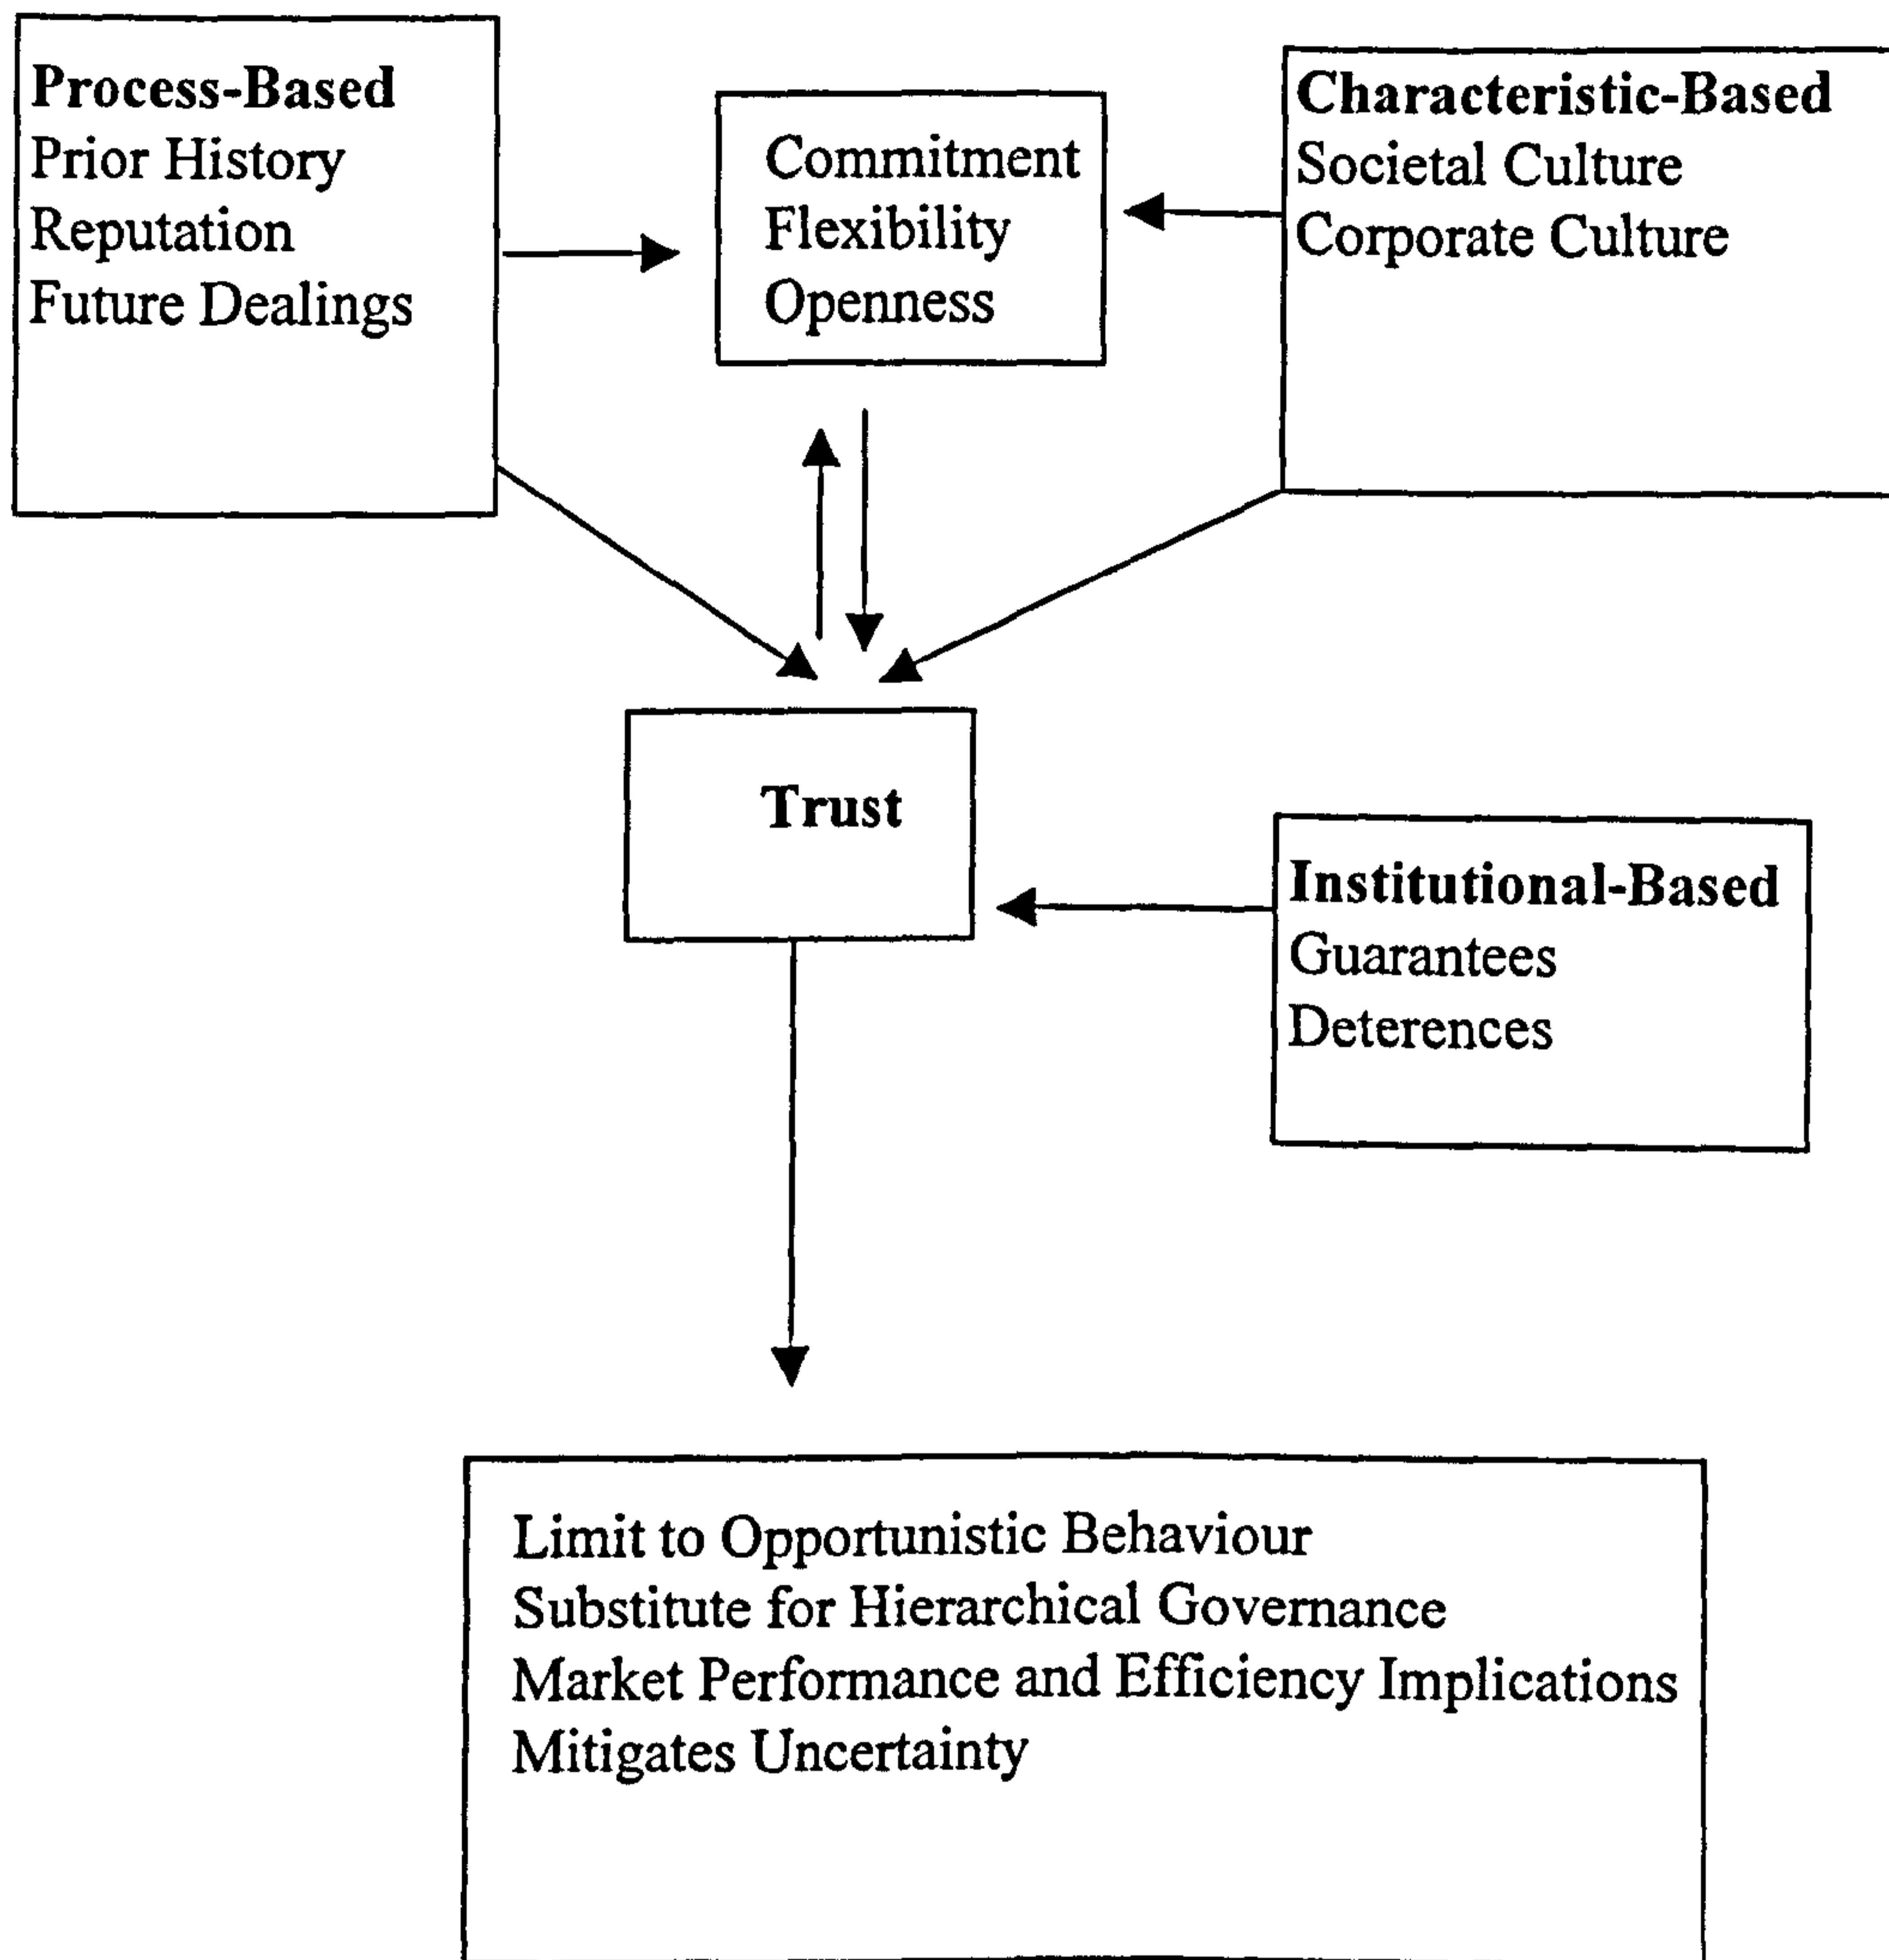 Process-Based
Prior History
Reputation
Future Dealings
Commitment
Flexibility
Openness
Characteristic-Based
Societal Culture
Corporate Culture
Trust
Institutional-Based
Guarantees
Deterences
Limit to Opportunistic Behaviour
Substitute for Hierarchical Governance
Market Performance and Efficiency Implications
Mitigates Uncertainty